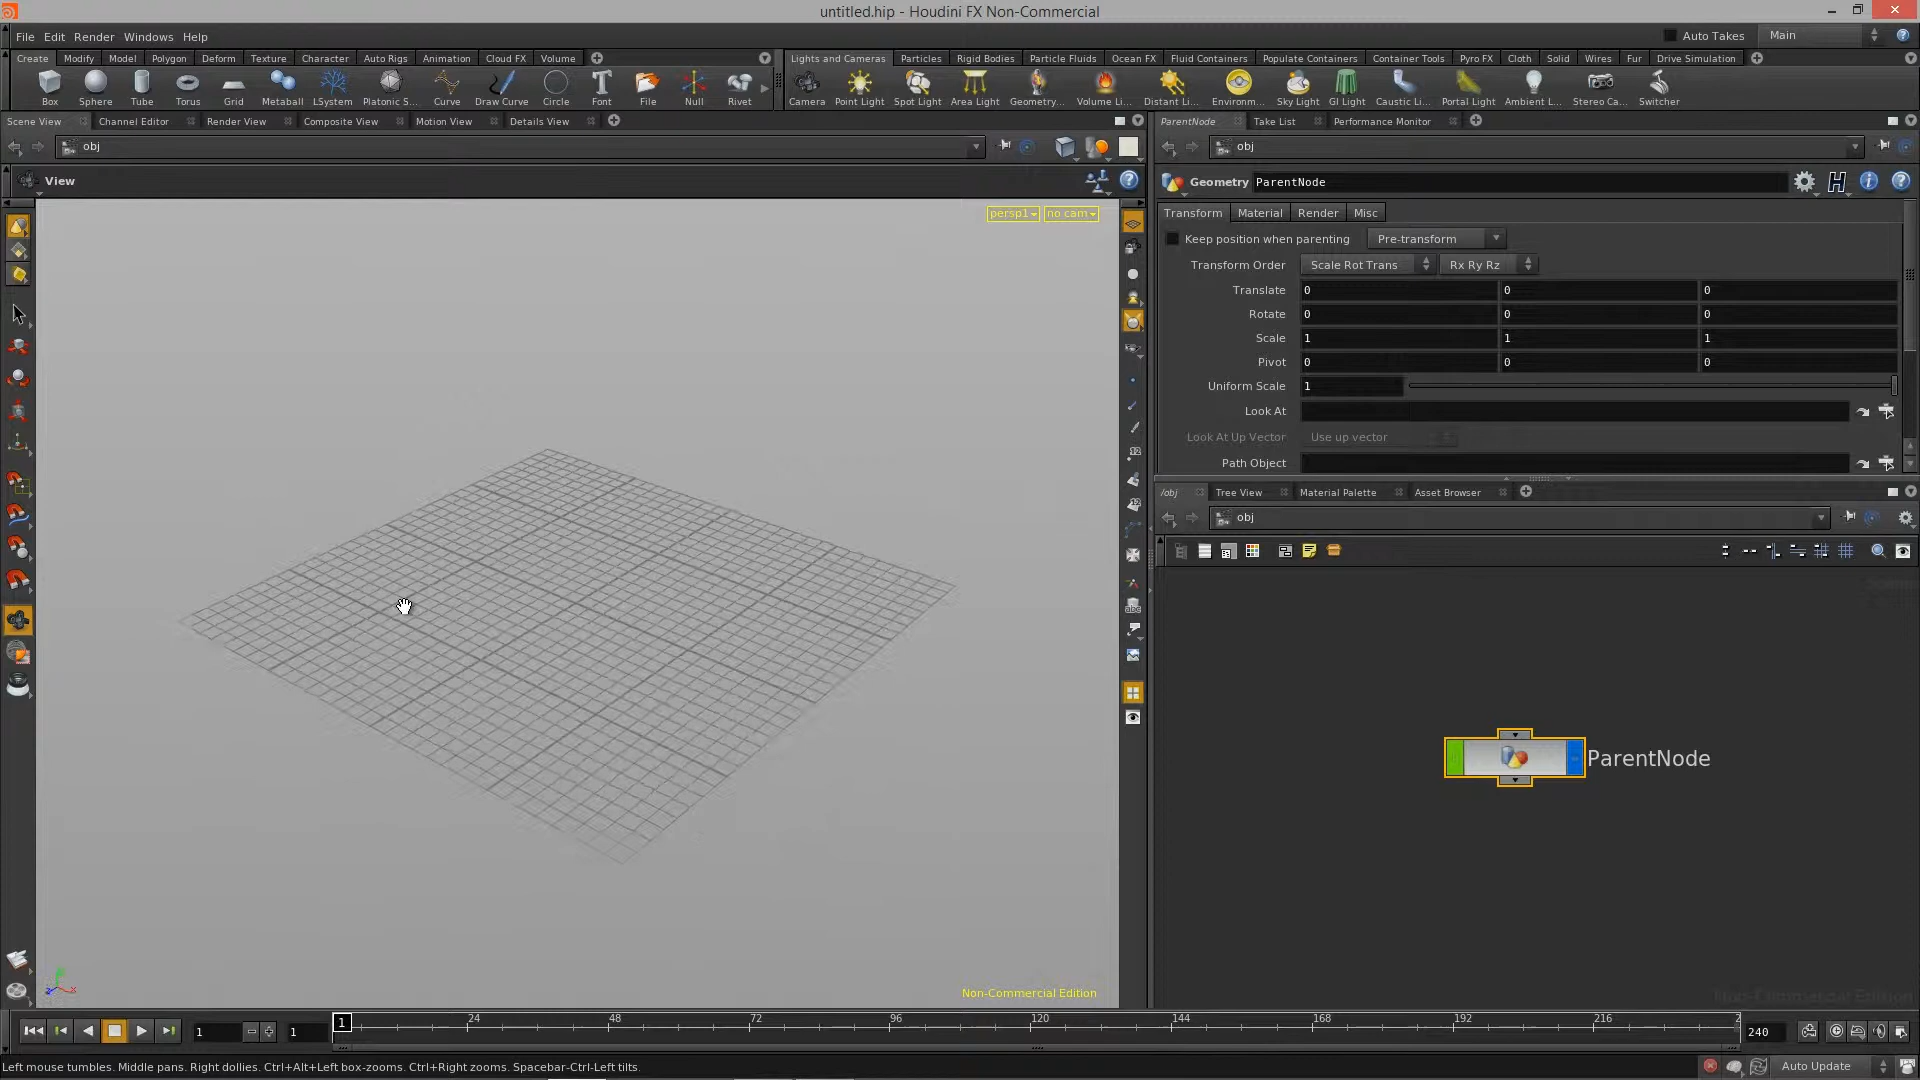 untitled.hip - Houdini FX Non-Commercial
File Edit Render Windows Help
Auto Takes Main
Create Modify Model Polygon Deform Texture Character Auto Rigs Animation Cloud FX Volume
Lights and Cameras Particles Rigid Bodies Particle Fluids Ocean FX Fluid Containers Populate Containers Container Tools Pyro FX Cloth Solid Wires Fur Drive Simulation
Box Sphere Tube Torus Grid Metaball LSystem Platonic S... Curve Draw Curve Circle Font File Null Rivet
Camera Point Light Spot Light Area Light Geometry... Volume Li... Distant Li... Environm... Sky Light GI Light Caustic Li... Portal Light Ambient L... Stereo Ca... Switcher
Scene View Channel Editor Render View Composite View Motion View Details View
ParentNode Take List Performance Monitor
obj
obj
View
persp1 no cam
Geometry ParentNode
Transform Material Render Misc
Keep position when parenting Pre-transform
Transform Order Scale Rot Trans Rx Ry Rz
Translate 0 0 0
Rotate 0 0 0
Scale 1 1 1
Pivot 0 0 0
Uniform Scale 1
Look At
Look At Up Vector Use up vector
Path Object
/obj Tree View Material Palette Asset Browser
obj
ParentNode
Non-Commercial Edition
Non-Commercial Edition
1 1 1 24 48 72 96 120 144 168 192 216 2 240
Left mouse tumbles. Middle pans. Right dollies. Ctrl+Alt+Left box-zooms. Ctrl+Right zooms. Spacebar-Ctrl-Left tilts.
Auto Update